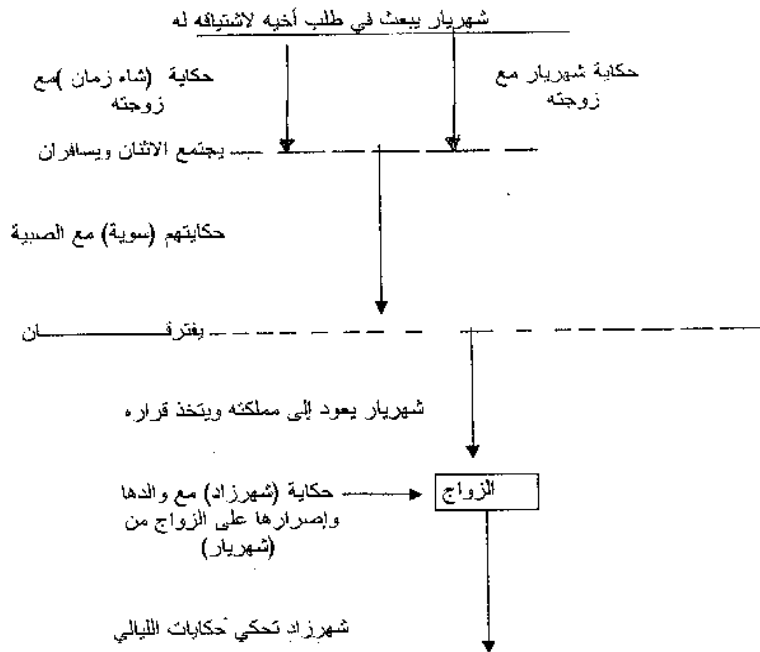 شهريار يبعث في طلب أخيه لاشتياقه له
حكاية شهريار مع
زوجته
حكاية (شاه زمان )مع
زوجته
يجتمع الاثنان ويسافران
حكايتهم (سوية) مع الصبية
يفترقـــــــــــــان
شهريار يعود إلى مملكته ويتخذ قراره
الزواج
حكاية (شهرزاد) مع والدها
وإصرارها على الزواج من
(شهريار)
شهرزاد تحكي حكايات الليالي